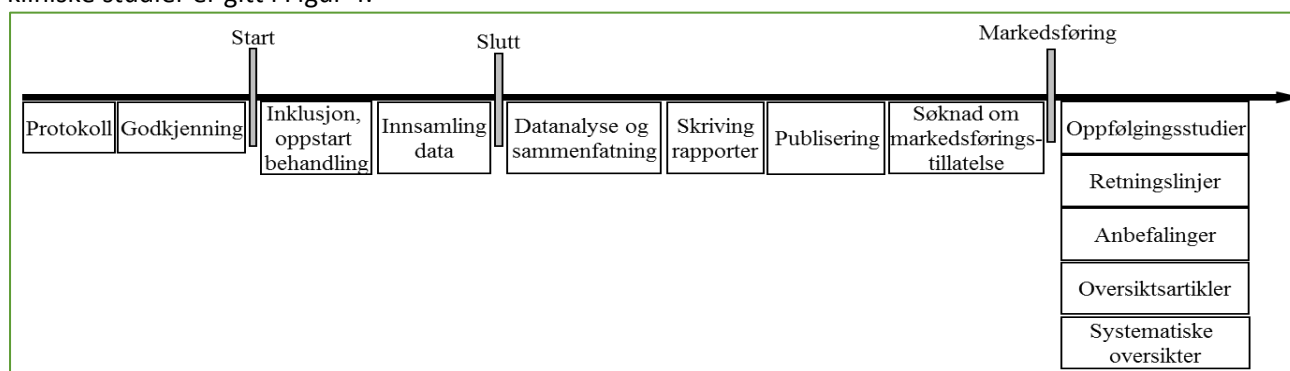 kliniske studier er gitt i Figur 4.
Start
Slutt
Markedsføring
Protokoll
Godkjenning
Inklusjon,
oppstart
behandling
Innsamling
data
Datanalyse og
sammenfatning
Skriving
rapporter
Publisering
Søknad om
markedsførings-
tillatelse
Oppfølgingsstudier
Retningslinjer
Anbefalinger
Oversiktsartikler
Systematiske
oversikter